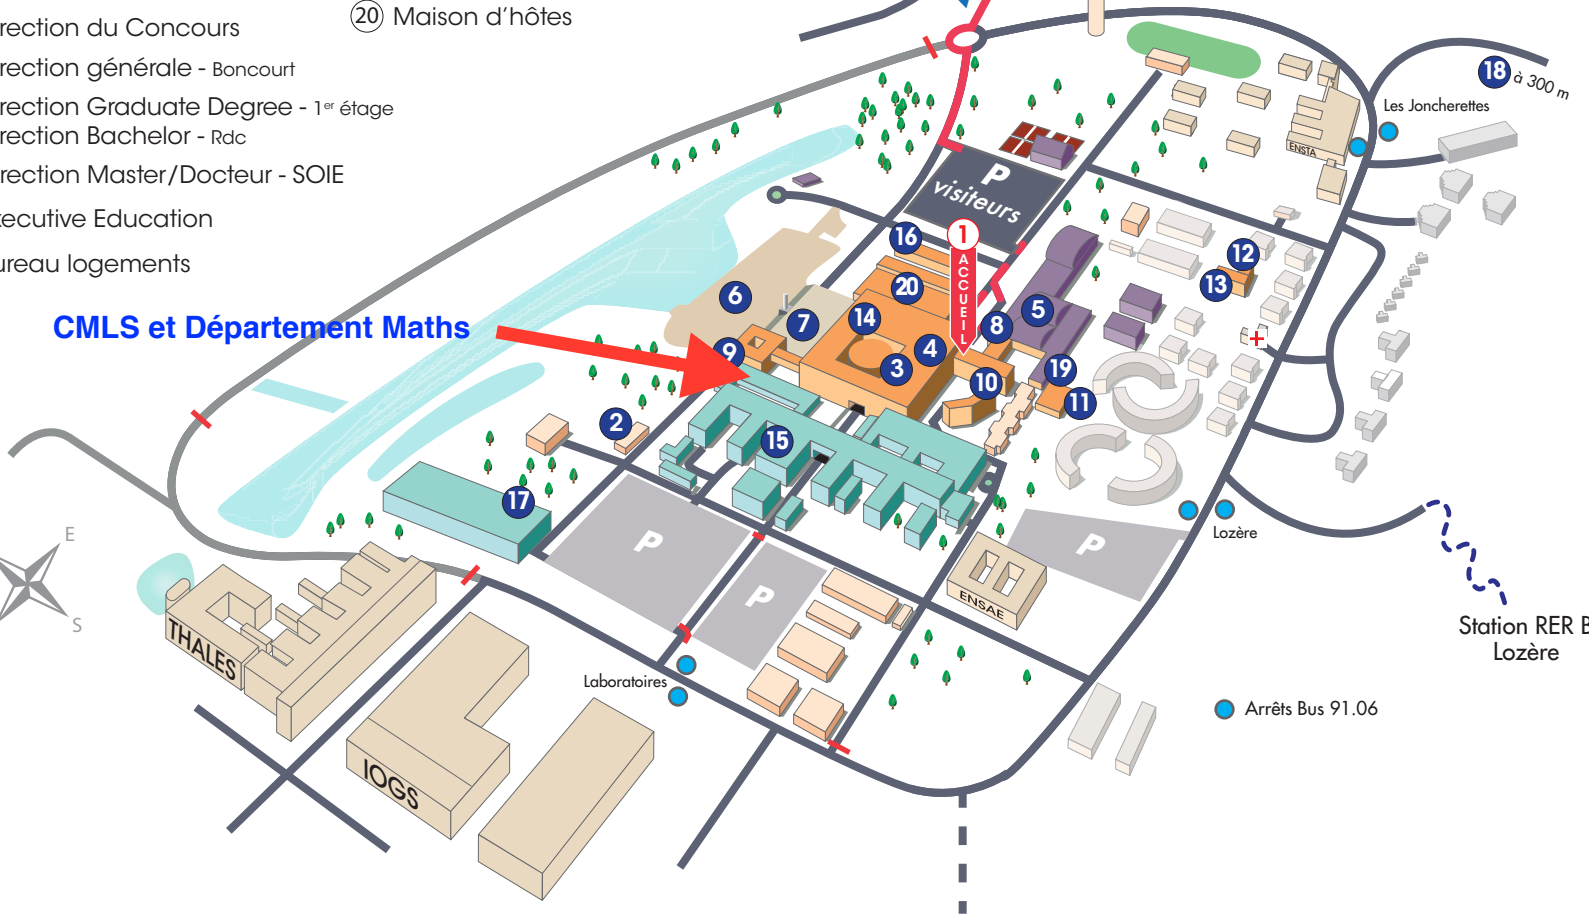 rection du Concours
20 Maison d'hôtes
rection générale - Boncourt
rection Graduate Degree - 1er étage
rection Bachelor - Rdc
rection Master/Docteur - SOIE
xecutive Education
ureau logements
CMLS et Département Maths
18 à 300 m
Les Joncherettes
ENSTA
P
visiteurs
1
ACCUEIL
16
12
13
20
6
5
7
14
8
4
9
3
19
10
11
2
15
17
P
P
P
Lozère
E
S
ENSAE
THALES
Station RER B
Lozère
Laboratoires
Arrêts Bus 91.06
IOGS